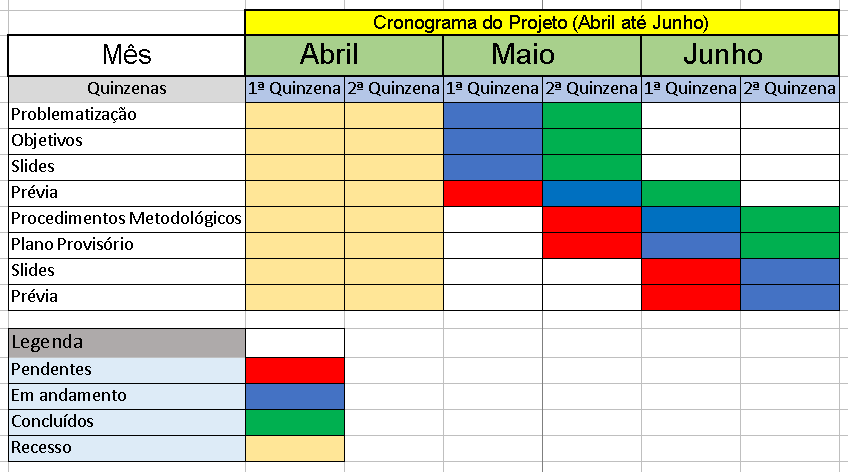 Cronograma do Projeto (Abril até Junho)
Mês Abril Maio Junho
Quinzenas 1ª Quinzena 2ª Quinzena 1ª Quinzena 2ª Quinzena 1ª Quinzena 2ª Quinzena
Problematização
Objetivos
Slides
Prévia
Procedimentos Metodológicos
Plano Provisório
Slides
Prévia
Legenda
Pendentes
Em andamento
Concluídos
Recesso